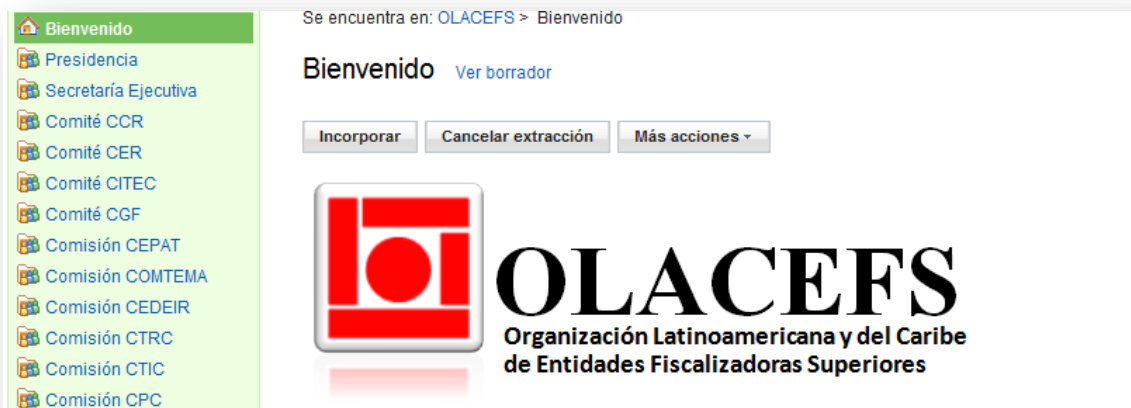 Bienvenido
Presidencia
Secretaría Ejecutiva
Comité CCR
Comité CER
Comité CITEC
Comité CGF
Comisión CEPAT
Comisión COMTEMA
Comisión CEDEIR
Comisión CTRC
Comisión CTIC
Comisión CPC
Se encuentra en: OLACEFS > Bienvenido
Bienvenido Ver borrador
Incorporar Cancelar extracción Más acciones
OLACEFS
Organización Latinoamericana y del Caribe
de Entidades Fiscalizadoras Superiores